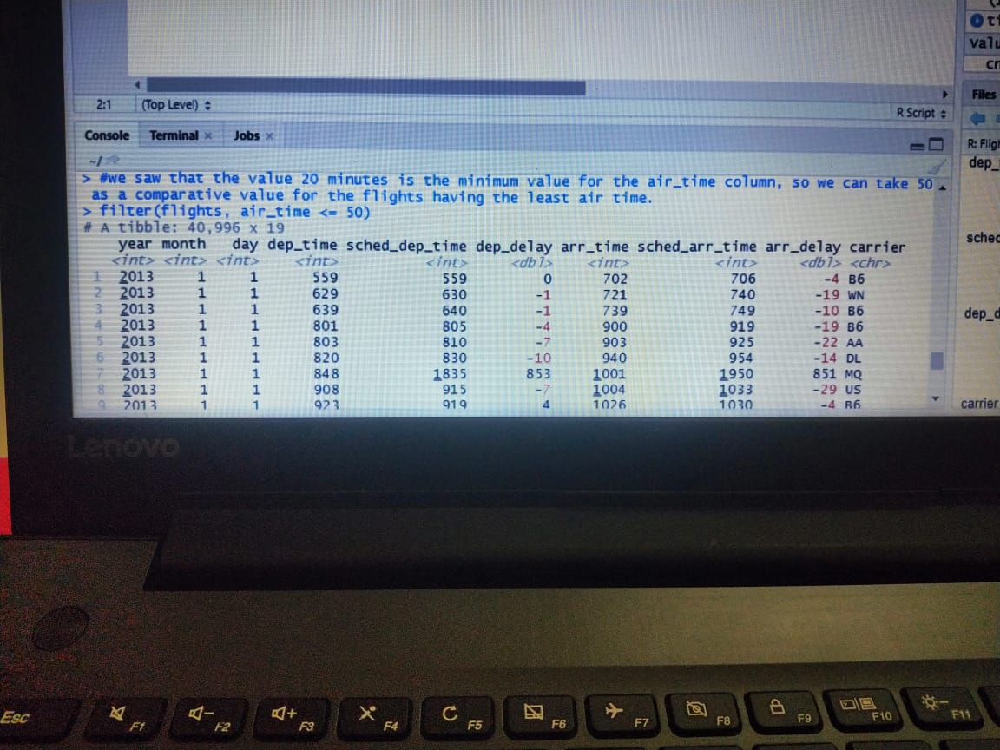 2:1 (Top Level)
R Script
Files
Console Terminal × Jobs ×
~/
R: Fligh
dep_
> #we saw that the value 20 minutes is the minimum value for the air_time column, so we can take 50
as a comparative value for the flights having the least air time.
> filter(flights, air_time <= 50)
# A tibble: 40,996 x 19
year month day dep_time sched_dep_time dep_delay arr_time sched_arr_time arr_delay carrier
<int> <int> <int> <int> <int> <dbl> <int> <int> <dbl> <chr>
1 2013 1 1 559 559 0 702 706 -4 B6
2 2013 1 1 629 630 -1 721 740 -19 WN
3 2013 1 1 639 640 -1 739 749 -10 B6
4 2013 1 1 801 805 -4 900 919 -19 B6
5 2013 1 1 803 810 -7 903 925 -22 AA
6 2013 1 1 820 830 -10 940 954 -14 DL
7 2013 1 1 848 1835 853 1001 1950 851 MQ
8 2013 1 1 908 915 -7 1004 1033 -29 US
9 2013 1 1 923 919 4 1026 1030 -4 B6
sched
dep_d
carrier
Lenovo
Esc F1 F2 F3 F4 F5 F6 F7 F8 F9 F10 F11